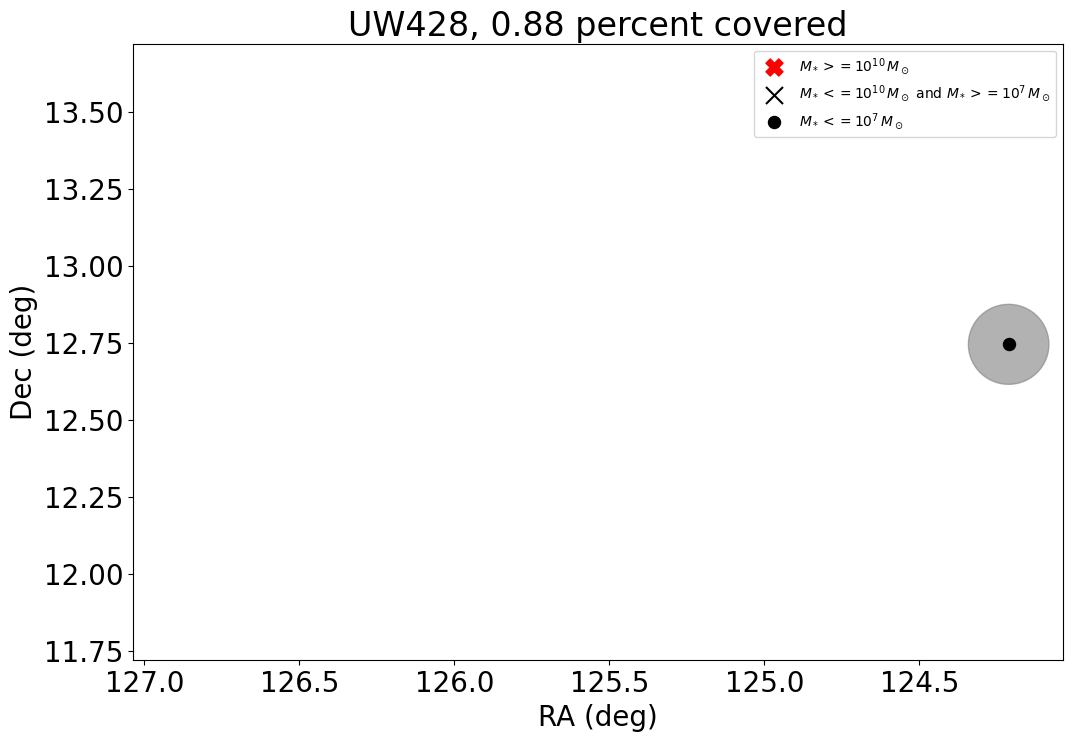 UW428, 0.88 percent covered
M* >= 10^10 M⊙
M* <= 10^10 M⊙ and M* >= 10^7 M⊙
M* <= 10^7 M⊙
13.50
13.25
13.00
12.75
12.50
12.25
12.00
11.75
Dec (deg)
127.0 126.5 126.0 125.5 125.0 124.5
RA (deg)